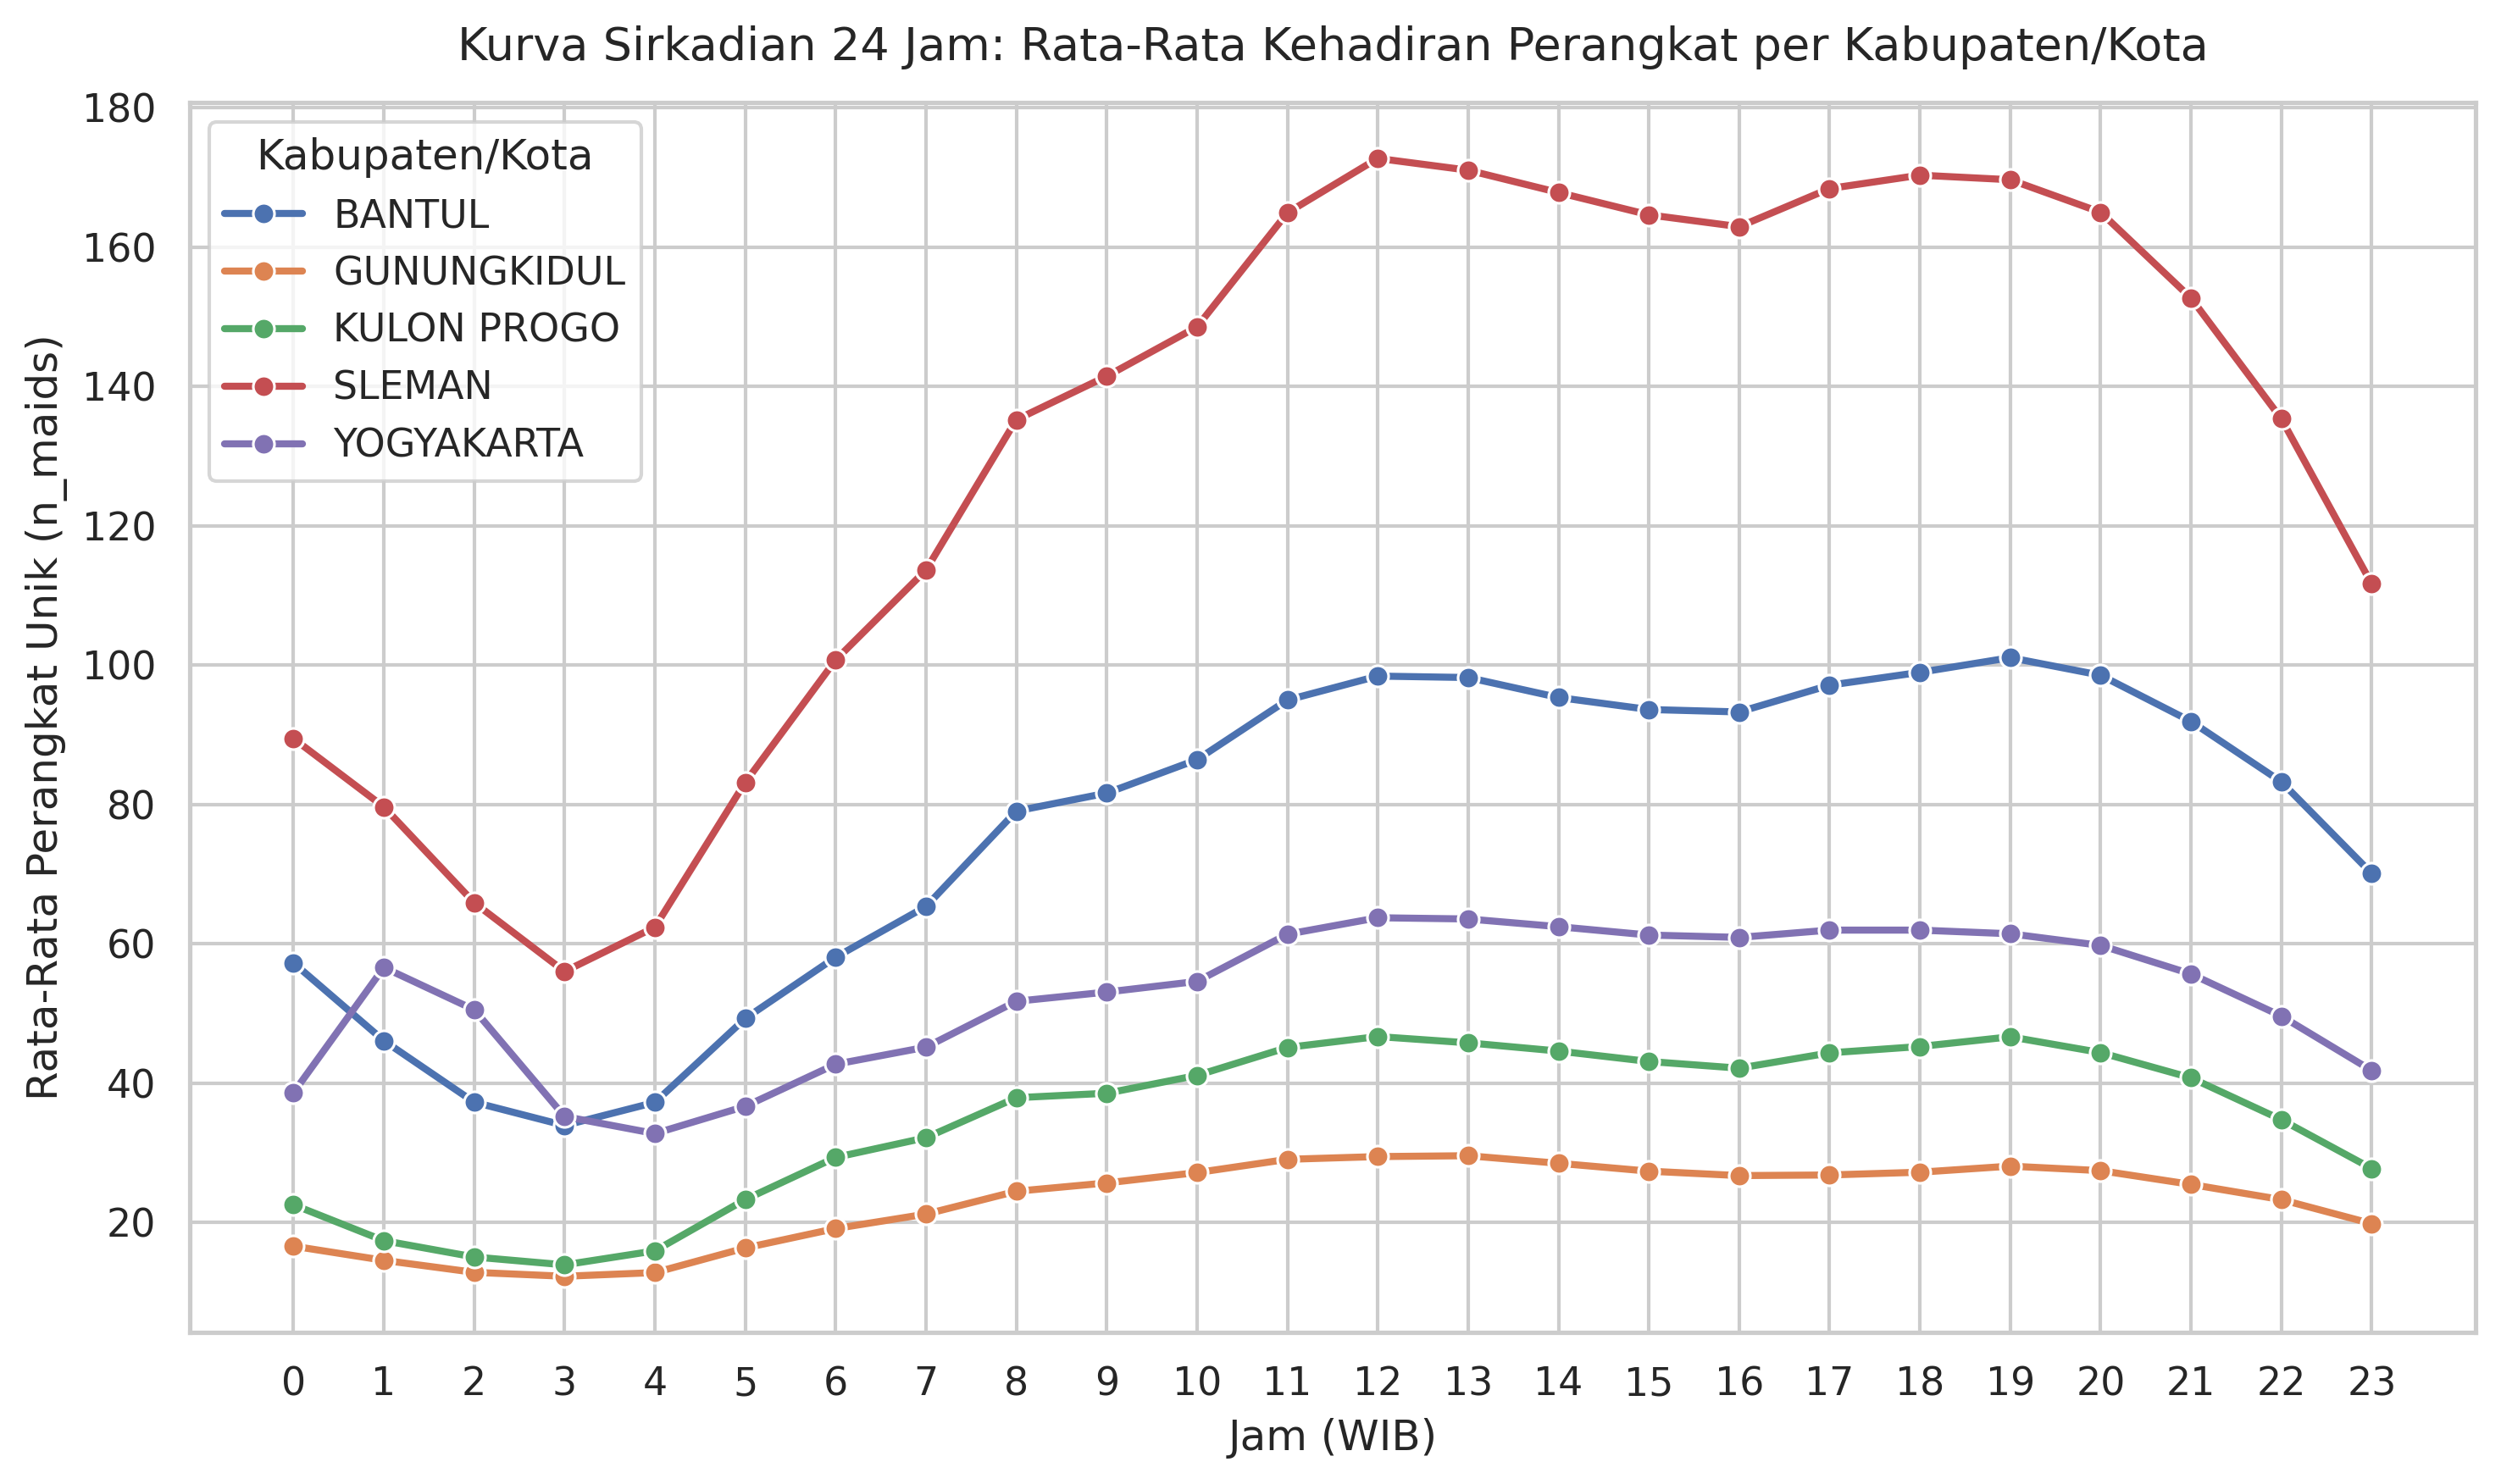 Kurva Sirkadian 24 Jam: Rata-Rata Kehadiran Perangkat per Kabupaten/Kota
Rata-Rata Perangkat Unik (n_maids)
180
160
140
120
100
80
60
40
20
Kabupaten/Kota
BANTUL
GUNUNGKIDUL
KULON PROGO
SLEMAN
YOGYAKARTA
0 1 2 3 4 5 6 7 8 9 10 11 12 13 14 15 16 17 18 19 20 21 22 23
Jam (WIB)